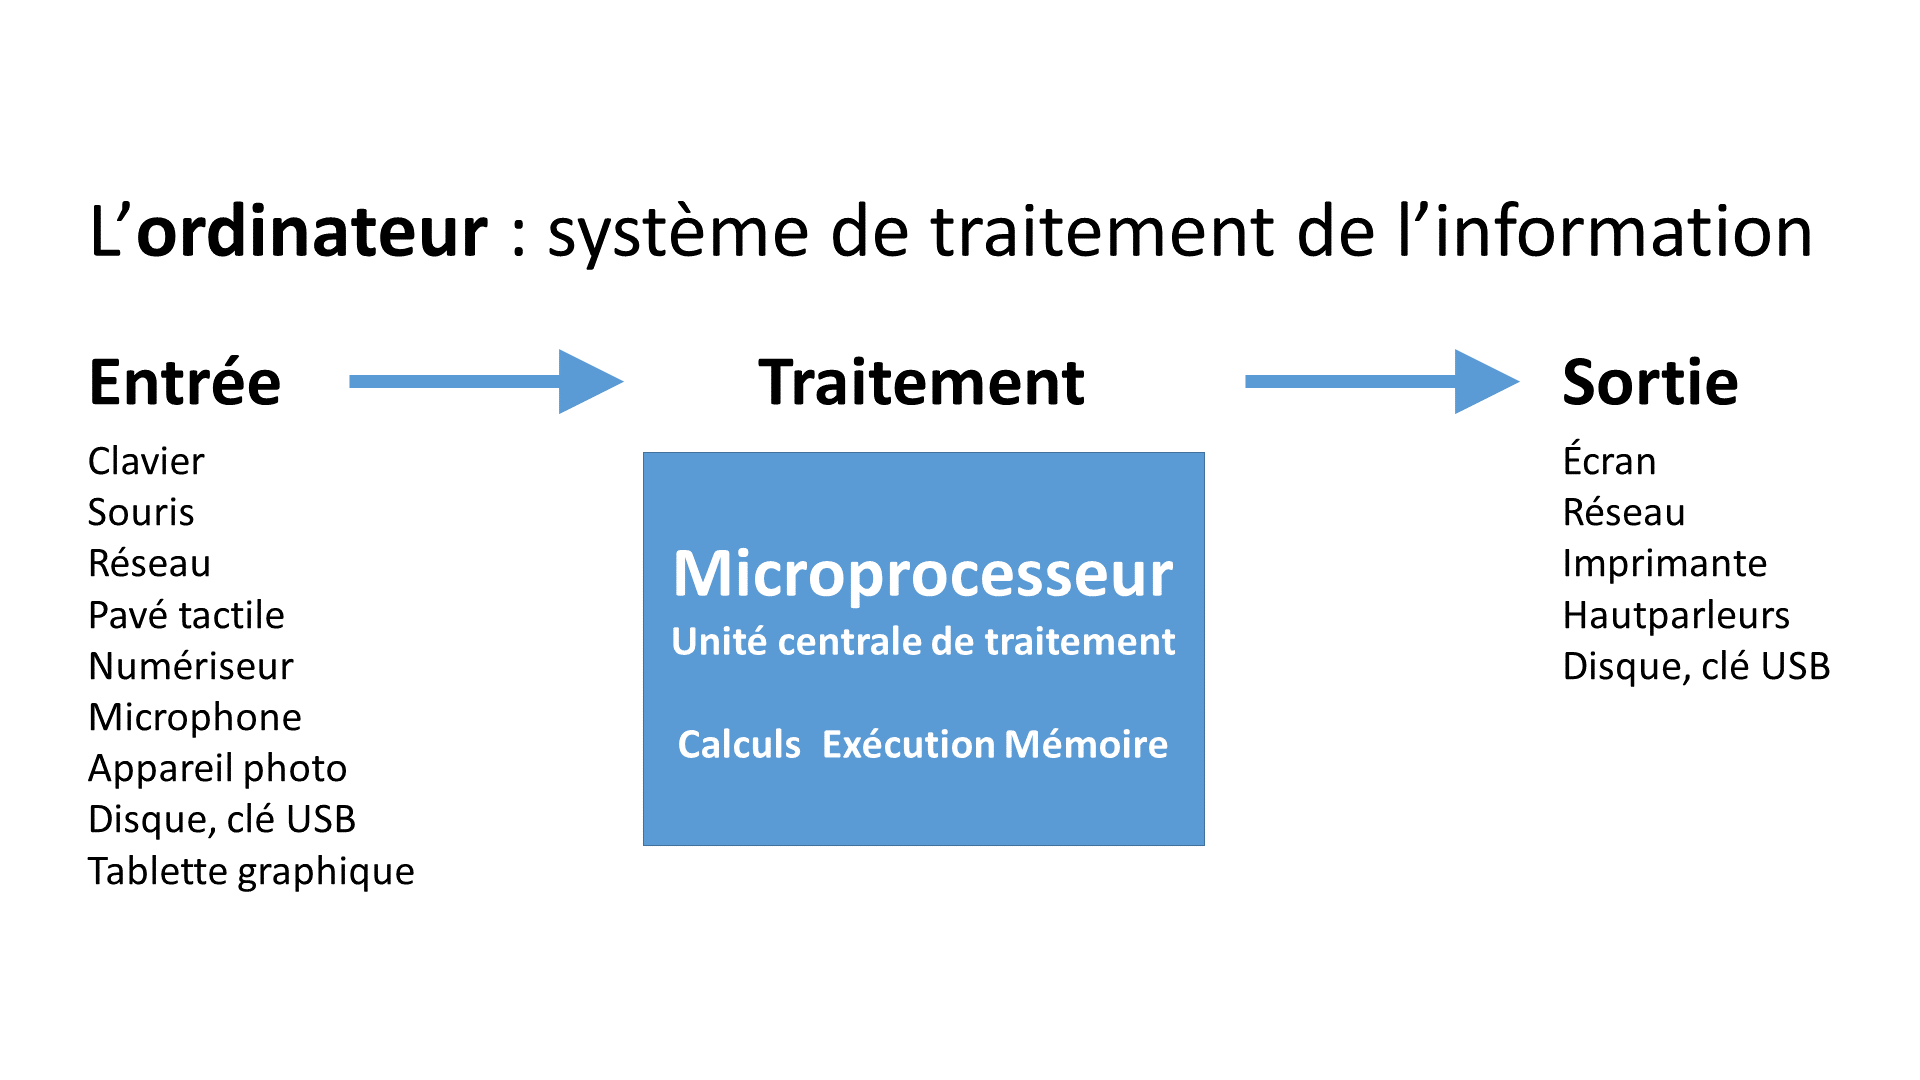 L’ordinateur : système de traitement de l’information
Entrée
Clavier
Souris
Réseau
Pavé tactile
Numériseur
Microphone
Appareil photo
Disque, clé USB
Tablette graphique
Traitement
Microprocesseur
Unité centrale de traitement
Calculs Exécution Mémoire
Sortie
Écran
Réseau
Imprimante
Hautparleurs
Disque, clé USB